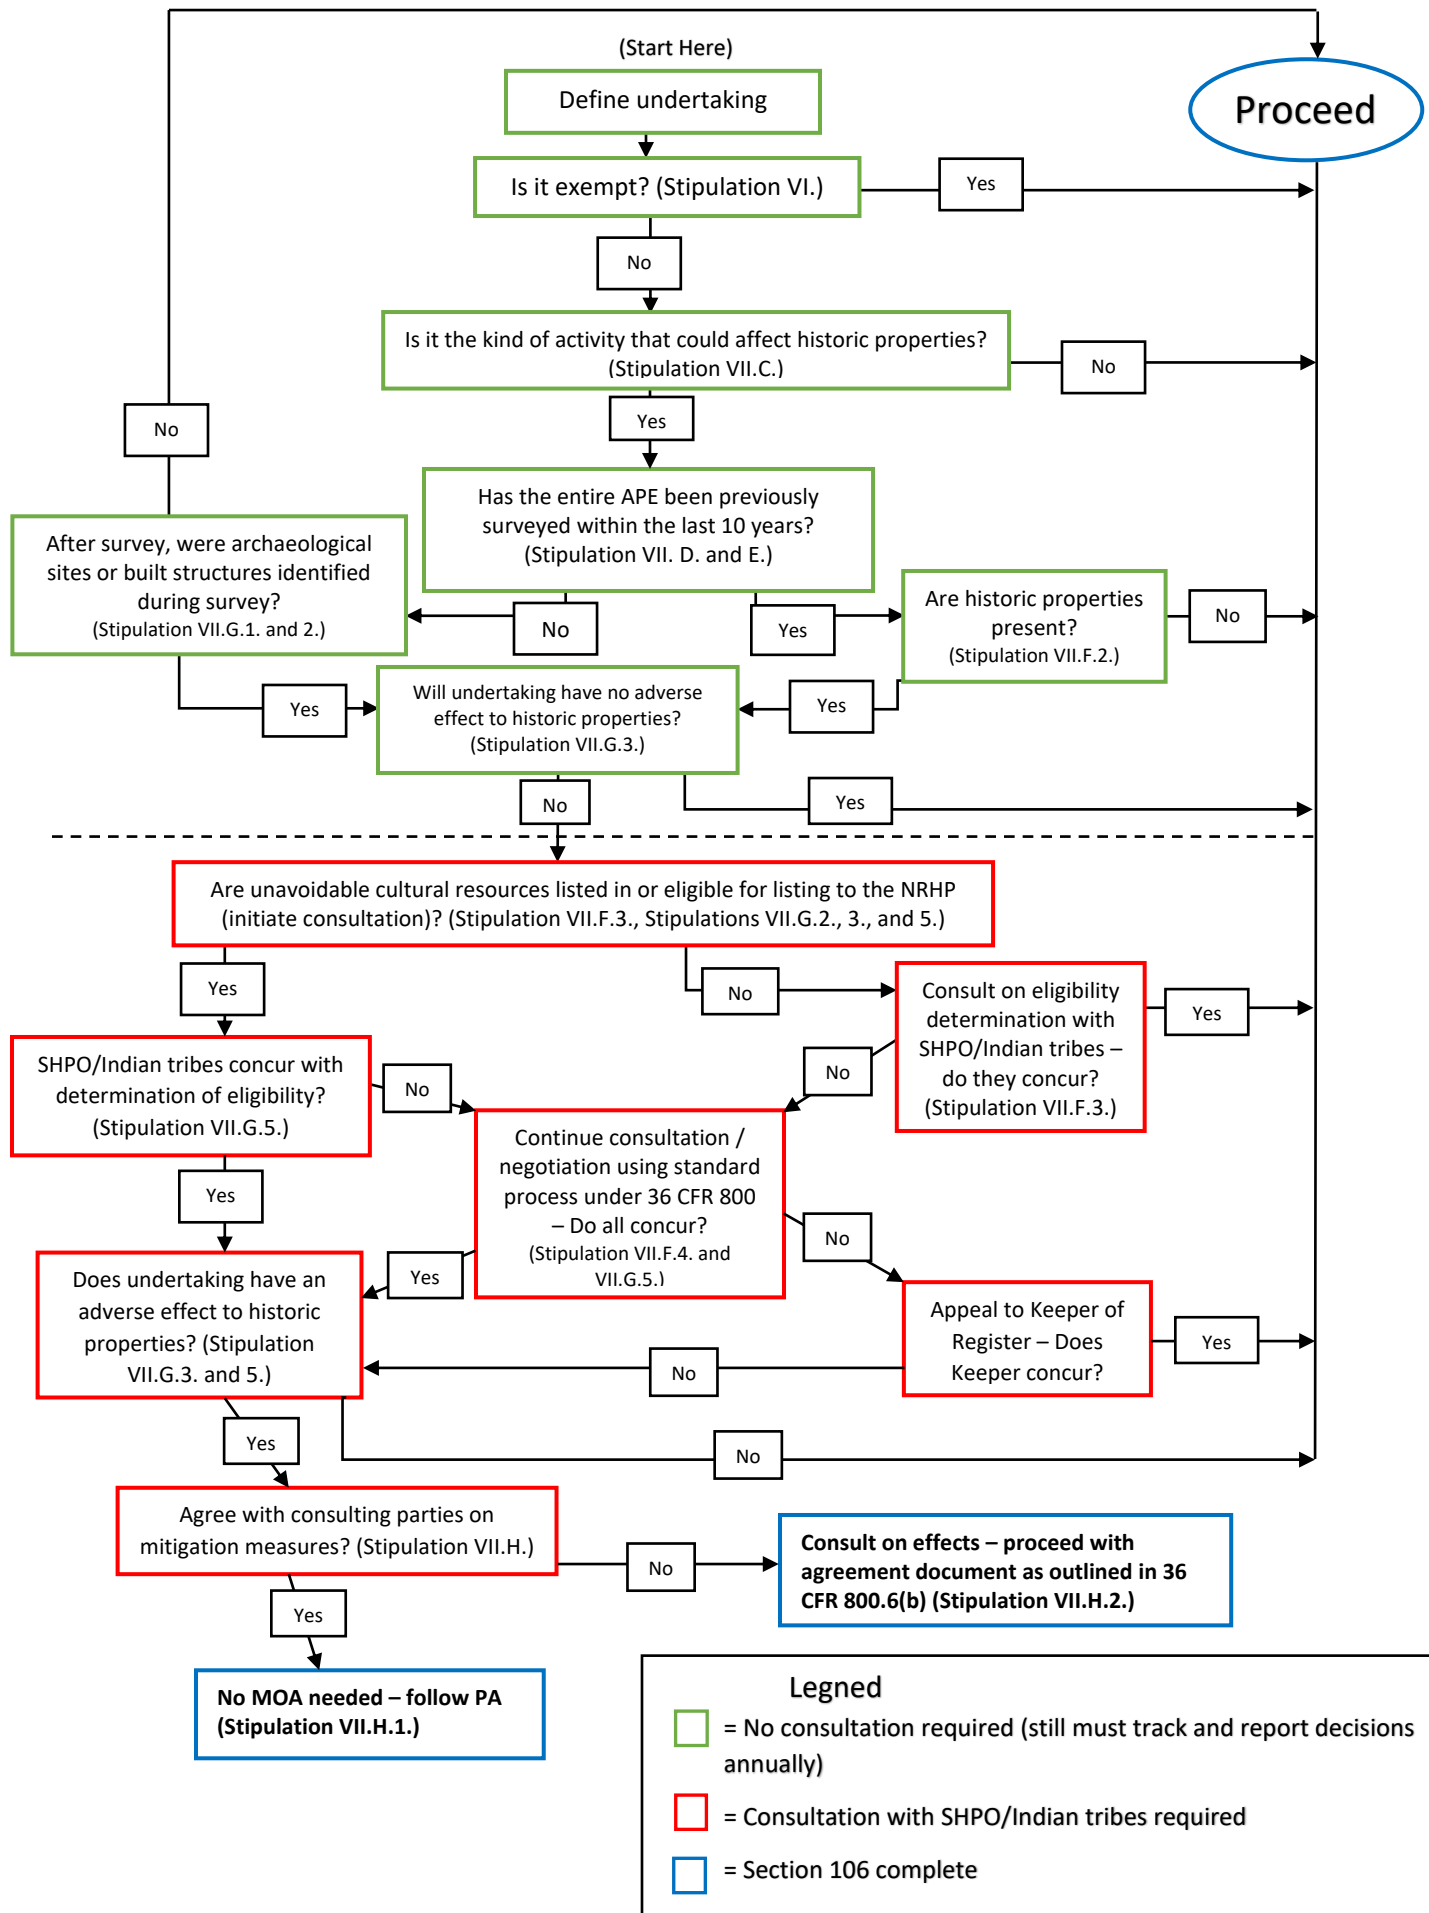 (Start Here)
Define undertaking
Proceed
Is it exempt? (Stipulation VI.)
Yes
No
Is it the kind of activity that could affect historic properties?
(Stipulation VII.C.)
No
Yes
No
Has the entire APE been previously
surveyed within the last 10 years?
(Stipulation VII. D. and E.)
After survey, were archaeological
sites or built structures identified
during survey?
(Stipulation VII.G.1. and 2.)
No
Yes
Are historic properties
present?
(Stipulation VII.F.2.)
No
Yes
Will undertaking have no adverse
effect to historic properties?
(Stipulation VII.G.3.)
Yes
No
Yes
Are unavoidable cultural resources listed in or eligible for listing to the NRHP
(initiate consultation)? (Stipulation VII.F.3., Stipulations VII.G.2., 3., and 5.)
Yes
No
Consult on eligibility
determination with
SHPO/Indian tribes –
do they concur?
(Stipulation VII.F.3.)
Yes
SHPO/Indian tribes concur with
determination of eligibility?
(Stipulation VII.G.5.)
No
No
Continue consultation /
negotiation using standard
process under 36 CFR 800
– Do all concur?
(Stipulation VII.F.4. and
VII.G.5.)
Yes
No
Yes
Does undertaking have an
adverse effect to historic
properties? (Stipulation
VII.G.3. and 5.)
Appeal to Keeper of
Register – Does
Keeper concur?
Yes
No
Yes
No
Agree with consulting parties on
mitigation measures? (Stipulation VII.H.)
No
Consult on effects – proceed with
agreement document as outlined in 36
CFR 800.6(b) (Stipulation VII.H.2.)
Yes
No MOA needed – follow PA
(Stipulation VII.H.1.)
Legned
= No consultation required (still must track and report decisions
annually)
= Consultation with SHPO/Indian tribes required
= Section 106 complete